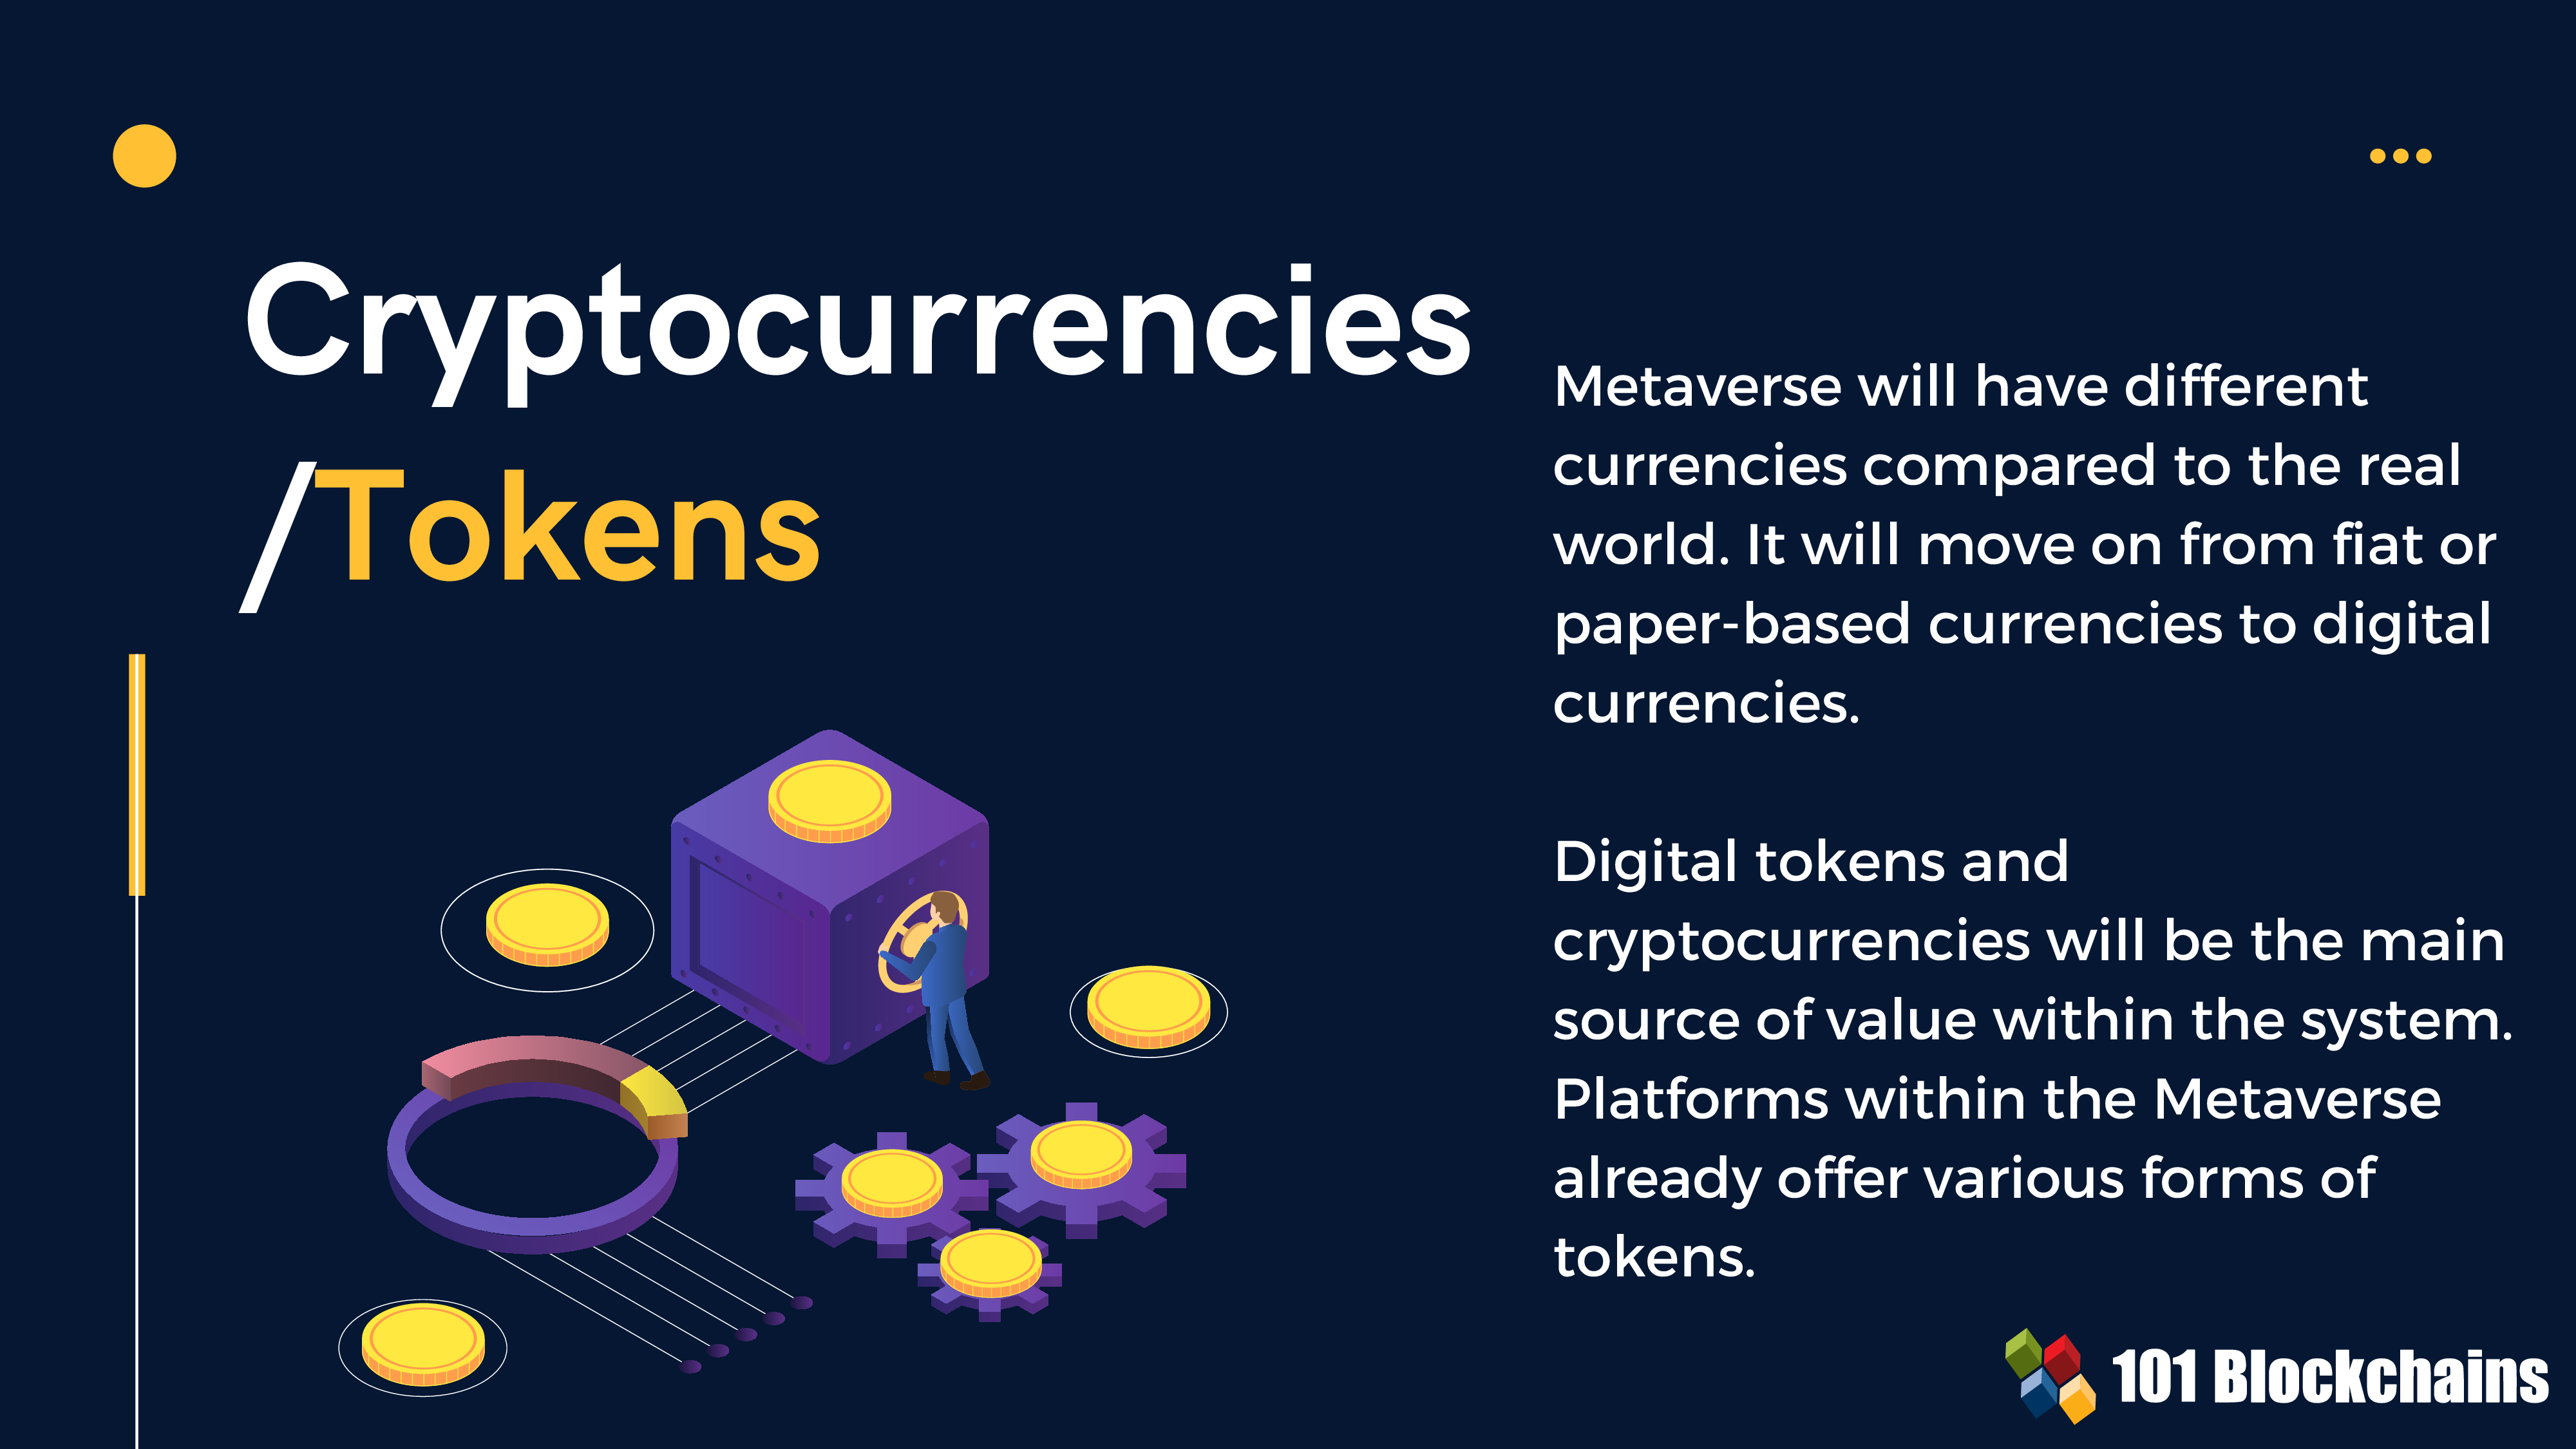 Cryptocurrencies
/Tokens
Metaverse will have different
currencies compared to the real
world. It will move on from fiat or
paper-based currencies to digital
currencies.
Digital tokens and
cryptocurrencies will be the main
source of value within the system.
Platforms within the Metaverse
already offer various forms of
tokens.
101 Blockchains